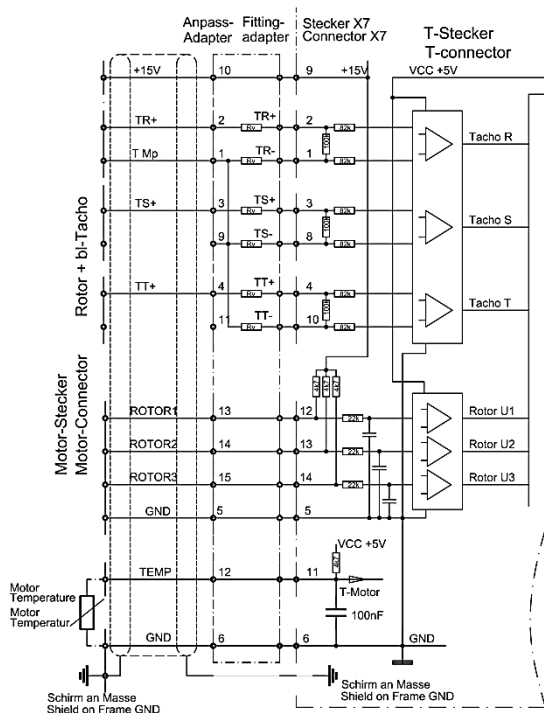 Anpass-Adapter
Fitting-adapter
Stecker X7
Connector X7
T-Stecker
T-connector
+15V 10 9 +15V VCC +5V
TR+ 2 Rv TR+ 2 82k
100k
Tacho R
T Mp 1 Rv TR- 1 82k
TS+ 3 Rv TS+ 3 82k
100k
Tacho S
9 Rv TS- 8 82k
TT+ 4 Rv TT+ 4 82k
100k
Tacho T
11 Rv TT- 10 82k
Rotor + bl-Tacho
Motor-Stecker
Motor-Connector
4k7 4k7 4k7
ROTOR1 13 12 22k Rotor U1
ROTOR2 14 13 22k Rotor U2
ROTOR3 15 14 22k Rotor U3
GND 5 5
VCC +5V
4k7
TEMP 12 11 T-Motor
Motor
Temperature
Motor
Temperatur
100nF
GND 6 6 GND
Schirm an Masse
Shield on Frame GND
Schirm an Masse
Shield on Frame GND